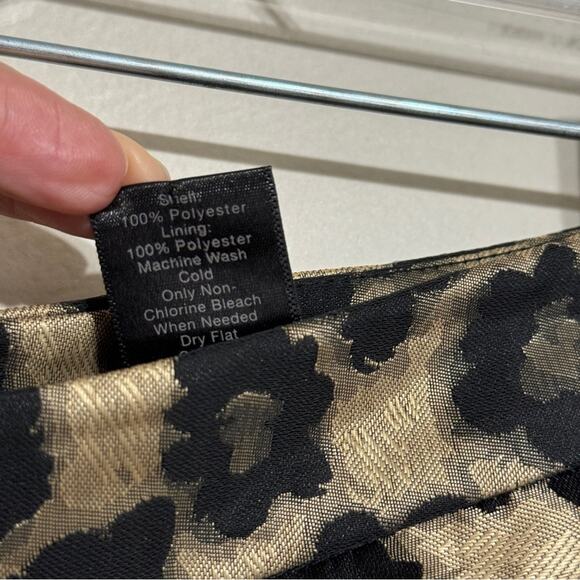 Shell:
100% Polyester
Lining:
100% Polyester
Machine Wash
Cold
Only Non-
Chlorine Bleach
When Needed
Dry Flat